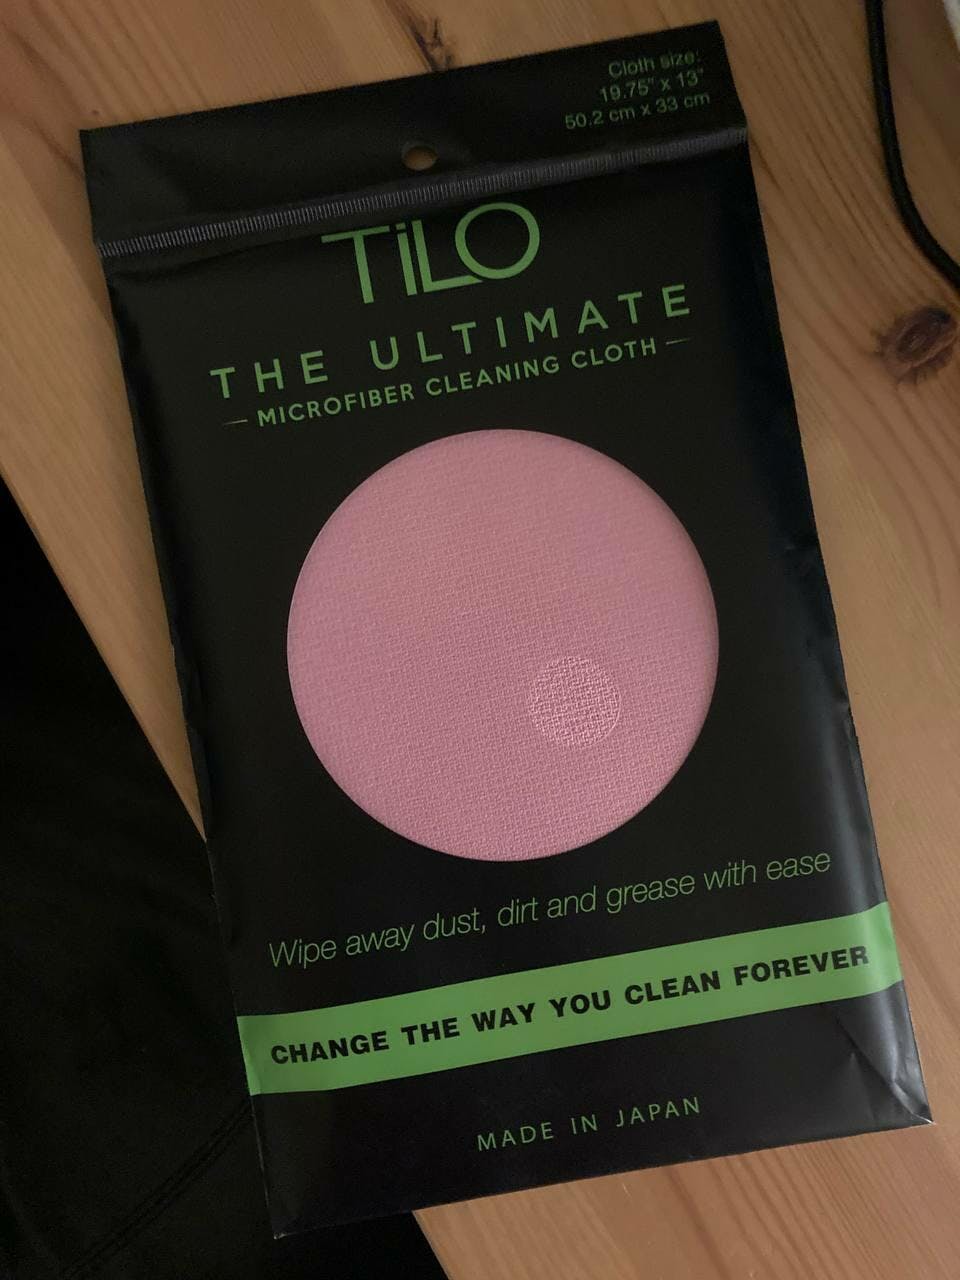 Cloth size:
19.75" x 13"
50.2 cm x 33 cm
TiLO
THE ULTIMATE
MICROFIBER CLEANING CLOTH
Wipe away dust, dirt and grease with ease
CHANGE THE WAY YOU CLEAN FOREVER
MADE IN JAPAN